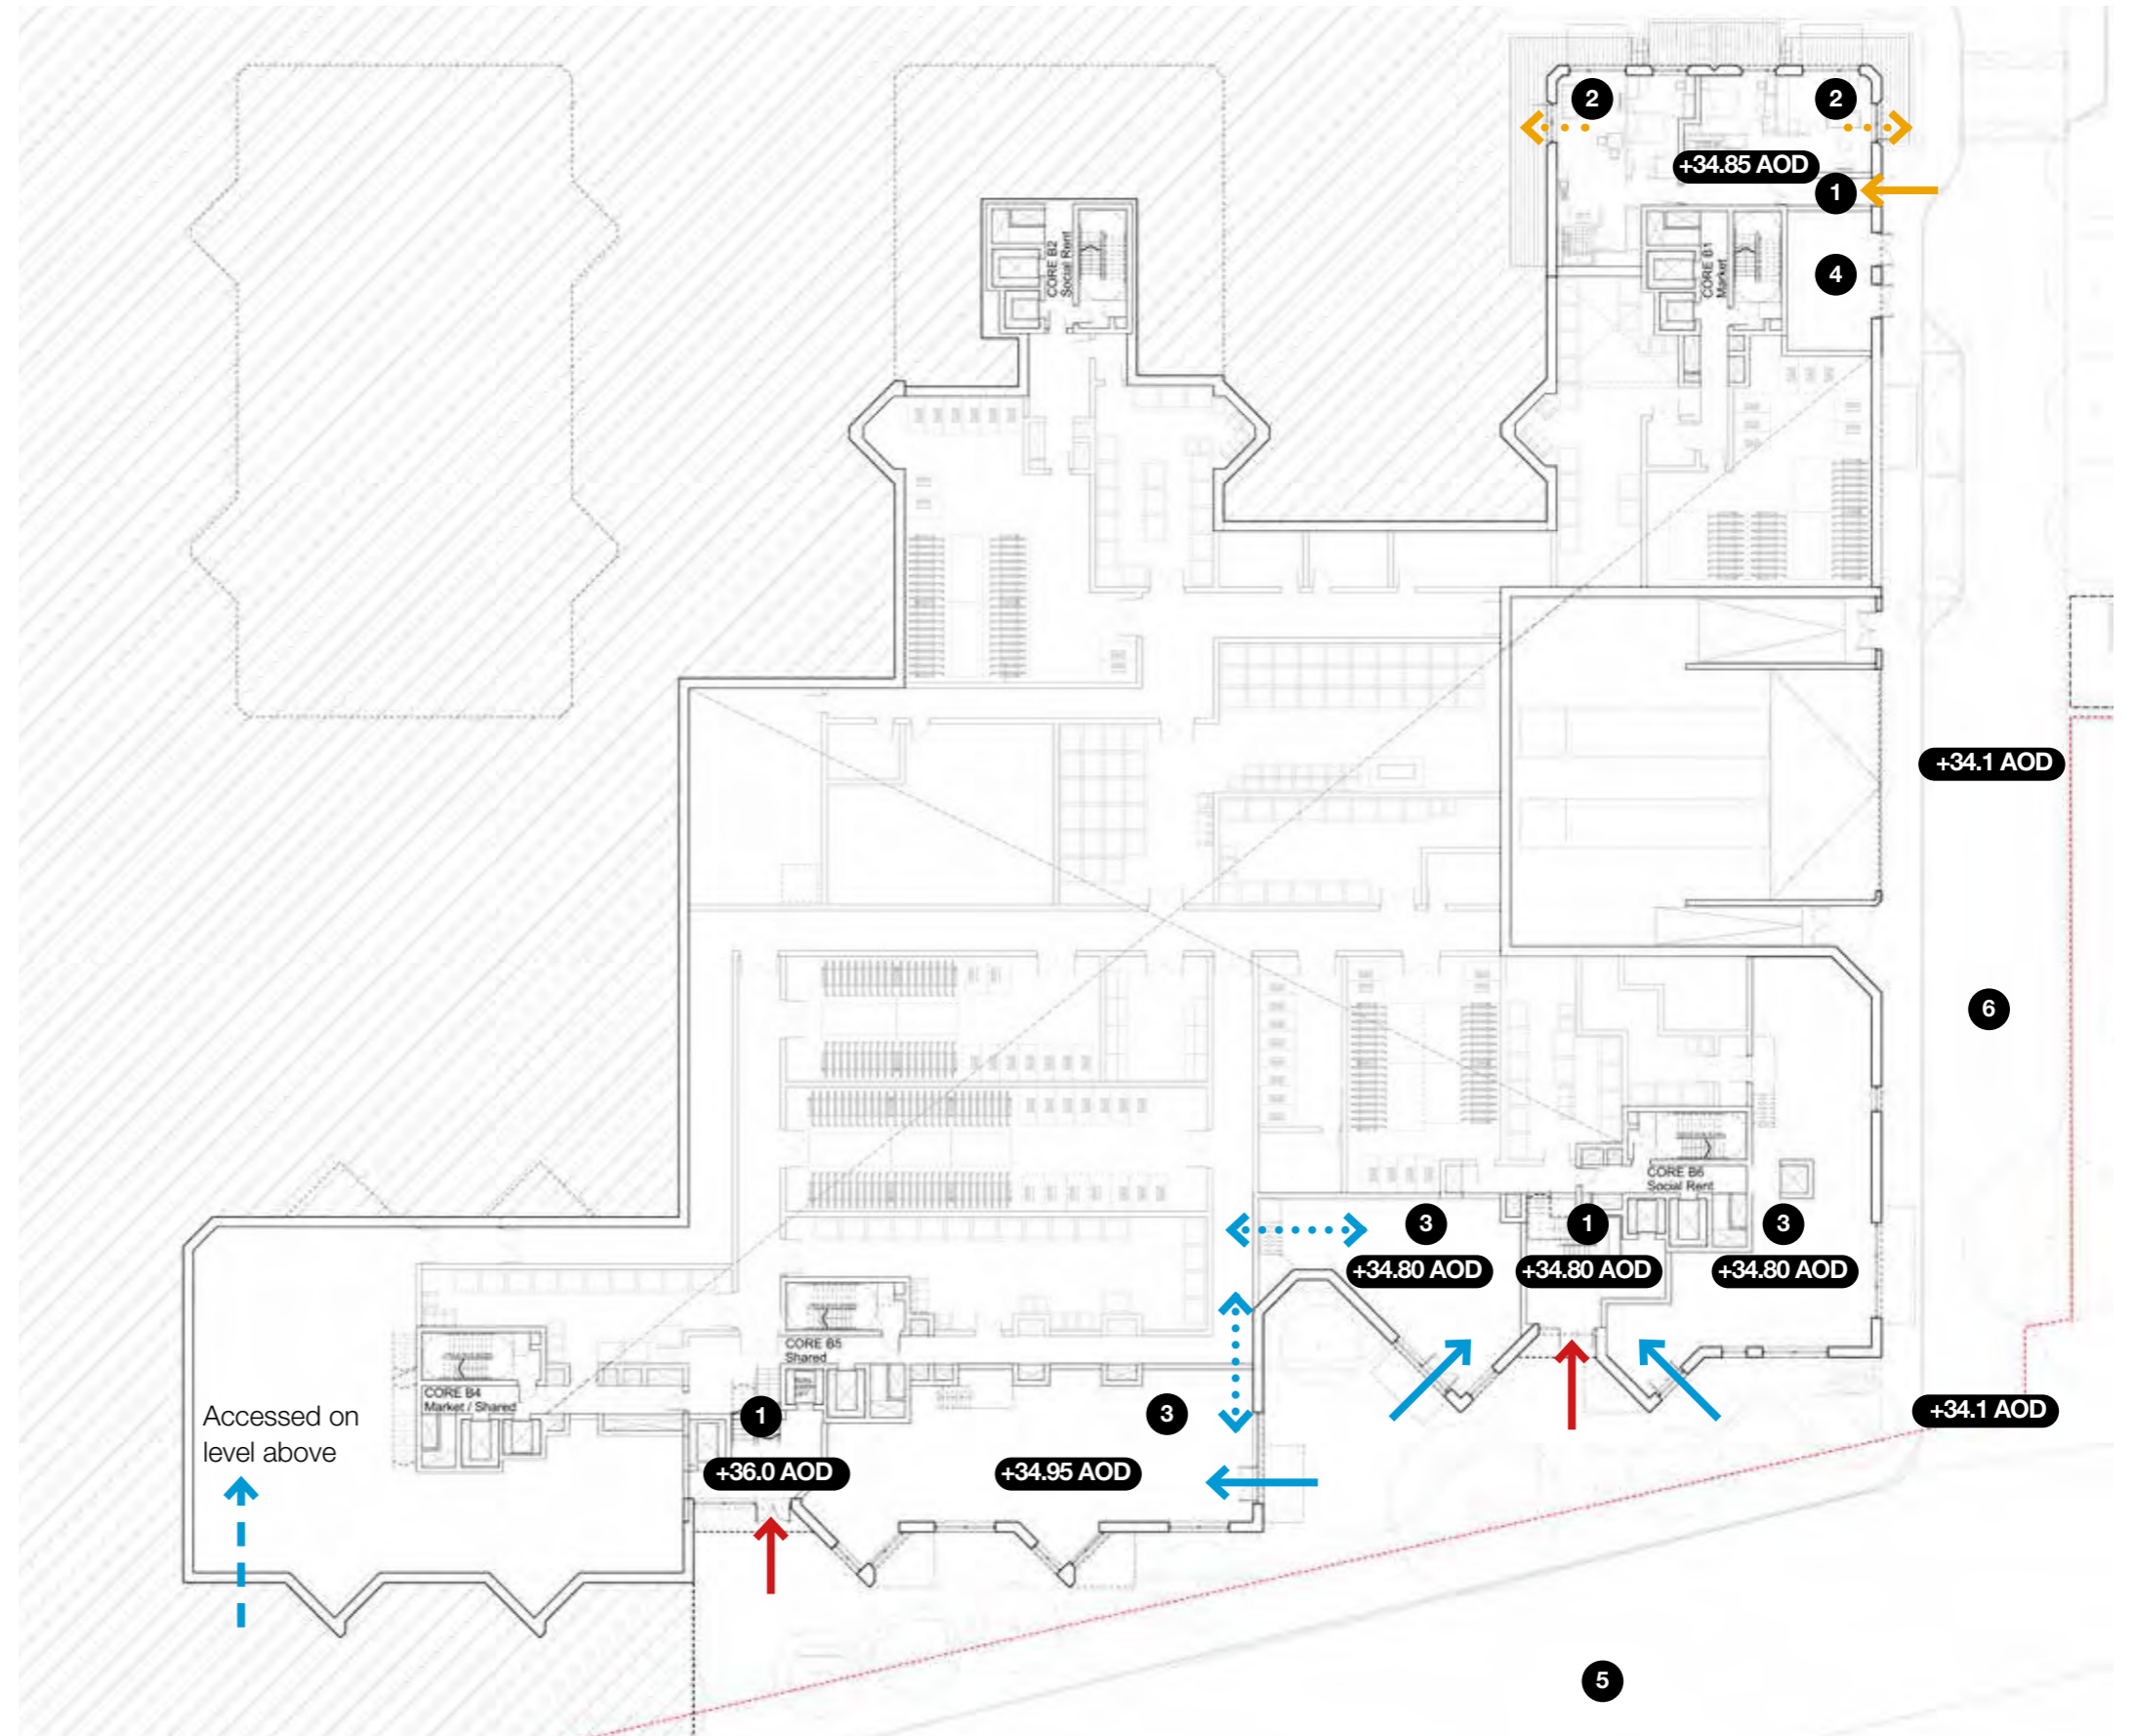 2
2
+34.85 AOD
1
CORE B2
Social Rent
CORE B1
Market
4
+34.1 AOD
6
CORE B6
Social Rent
3
1
3
+34.80 AOD
+34.80 AOD
+34.80 AOD
CORE B5
Shared
CORE B4
Market / Shared
Accessed on
level above
1
3
+34.1 AOD
+36.0 AOD
+34.95 AOD
5